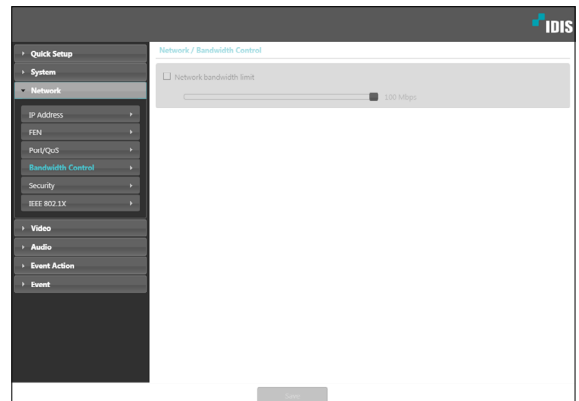 IDIS
Quick Setup
System
Network
IP Address
FEN
Port/QoS
Bandwidth Control
Security
IEEE 802.1X
Video
Audio
Event Action
Event
Network / Bandwidth Control
Network bandwidth limit
100 Mbps
Save